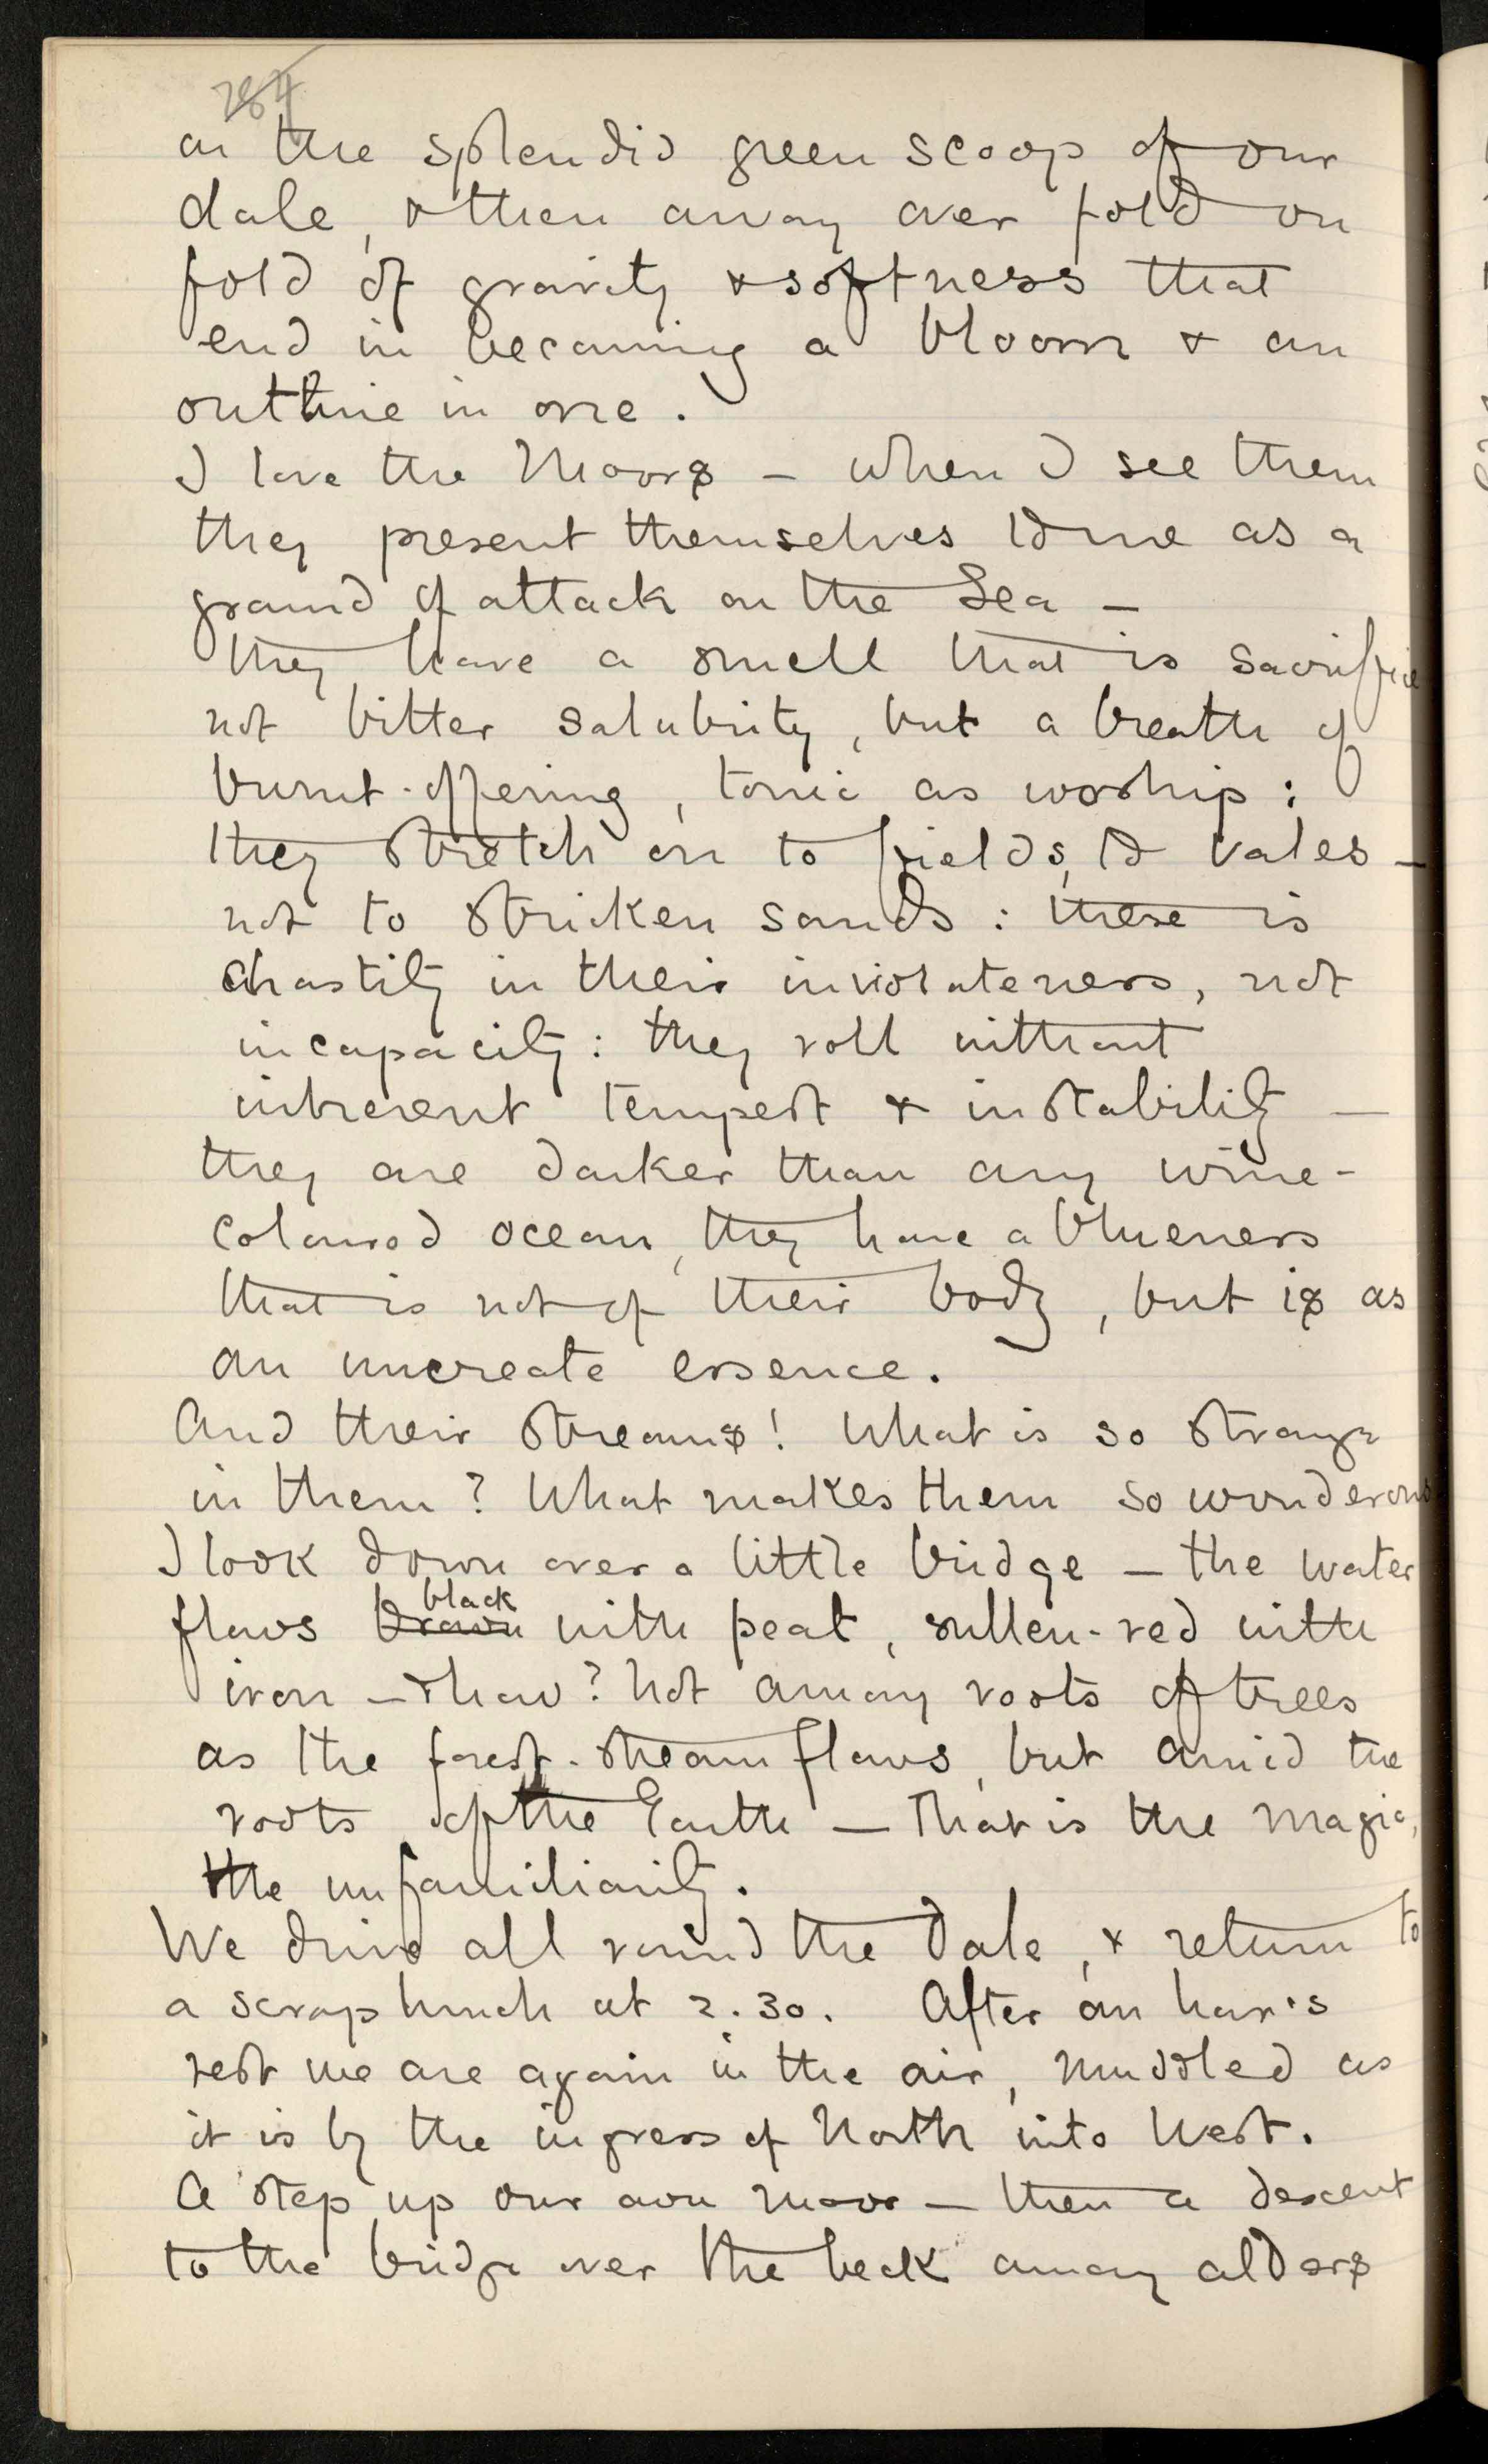 284
on the splendid green scoop of our
dale, & then away over fold on
fold of gravity & softness that
end in becoming a bloom & an
outline in one.
I love the Moors – when I see them
they present themselves to me as a
ground of attack on the Sea –
they have a smell that is sacrifice
not bitter salubrity, but a breath of
burnt-offering, tonic as worship:
they stretch on to fields, to vales –
not to stricken sands: there is
chastity in their inviolateness, not
incapacity: they roll without
inherent tempest & instability –
they are darker than any wine-
coloured ocean, they have a blueness
that is not of their body, but is as
an uncreate essence.
And their streams! What is so strange
in them? What makes them so wonderous
I look down over a little bridge – the water
black
flows brown with peat, sullen-red with
iron – & how? Not among roots of trees
as the forest-stream flows, but amid the
roots of the Earth – That is the magic,
the unfamiliarity.
We drive all round the Dale, & return to
a scrap lunch at 2.30. After an hour's
rest we are again in the air, muddled as
it is by the ingress of North into West.
A step up our own moor – then a descent
to the bridge over the beck among alders